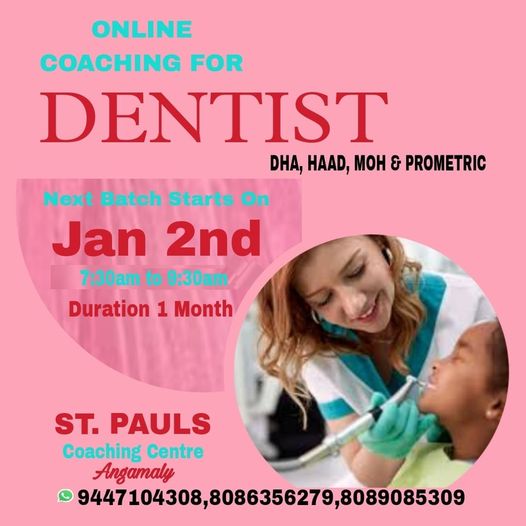 ONLINE
COACHING FOR
DENTIST
DHA, HAAD, MOH & PROMETRIC
Next Batch Starts On
Jan 2nd
7:30am to 9:30am
Duration 1 Month
ST. PAULS
Coaching Centre
Angamaly
9447104308,8086356279,8089085309